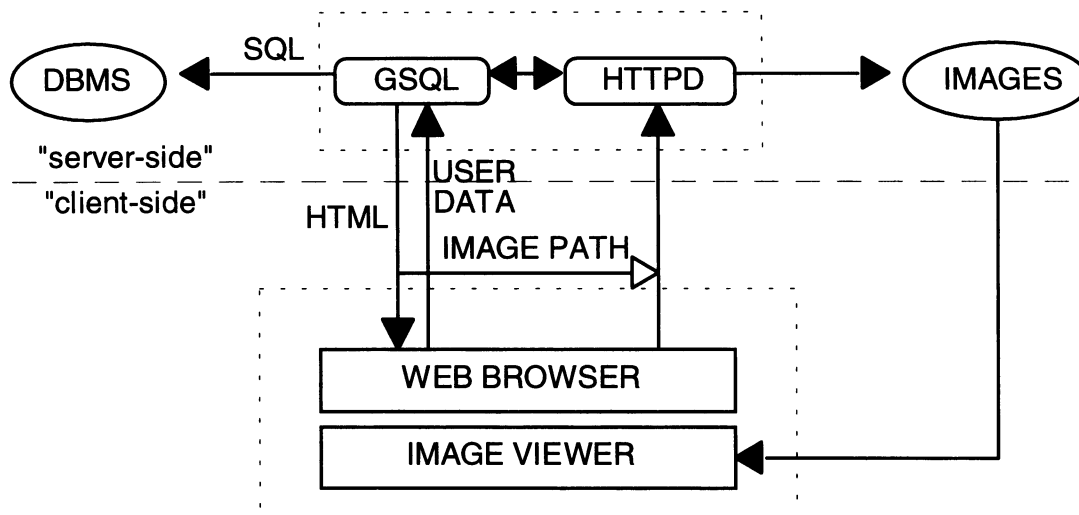 SQL
DBMS
GSQL
HTTPD
IMAGES
"server-side"
"client-side"
USER
DATA
HTML
IMAGE PATH
WEB BROWSER
IMAGE VIEWER